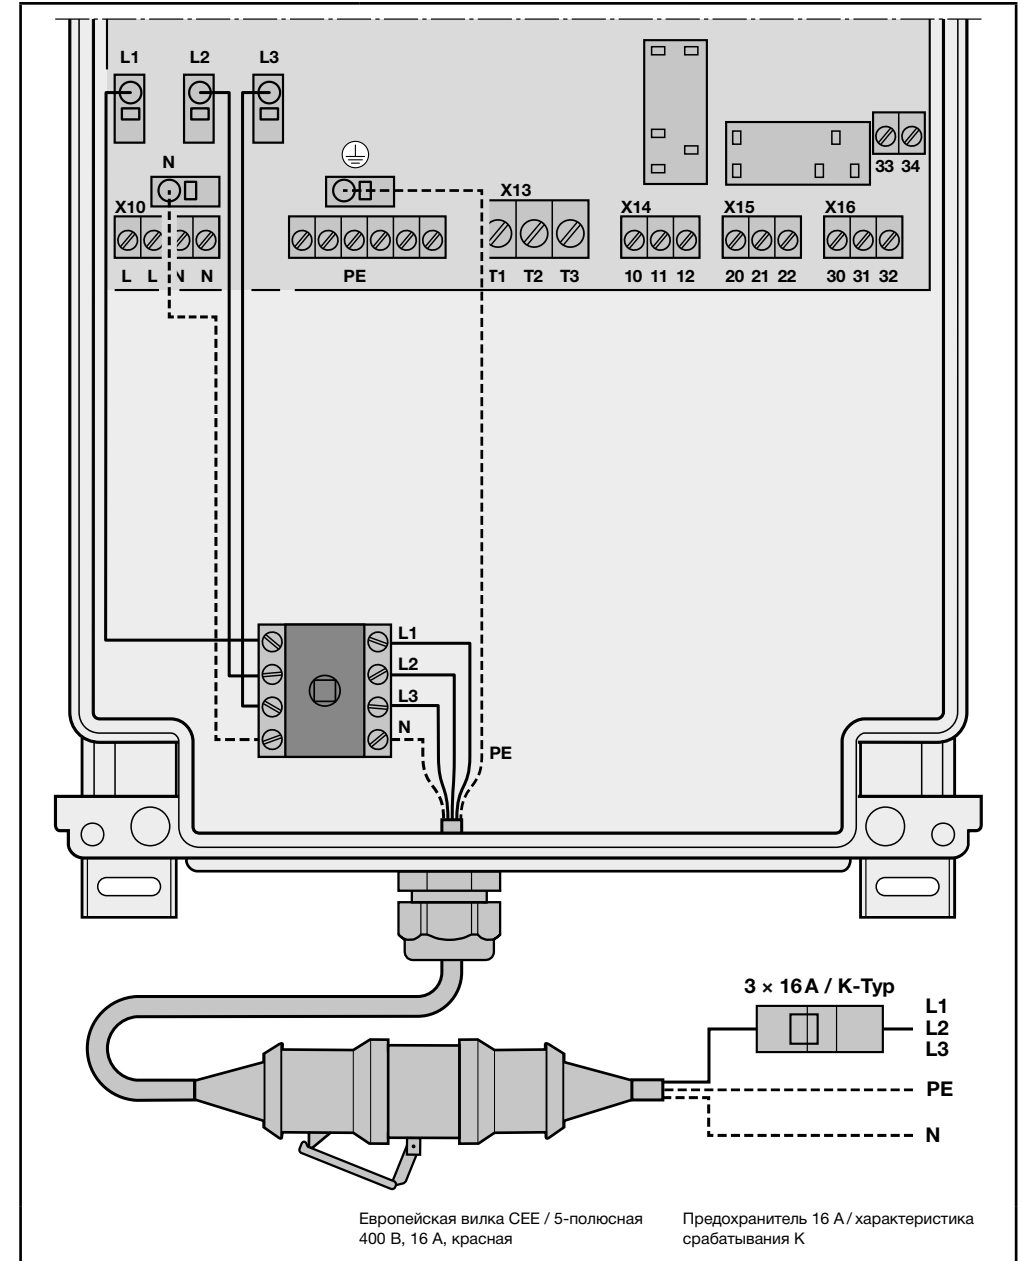 L1 L2 L3
N
X13
X10 X14 X15 X16
33 34
L L N N PE T1 T2 T3 10 11 12 20 21 22 30 31 32
L1
L2
L3
N
PE
3 × 16 A / K-Typ
L1
L2
L3
PE
N
Европейская вилка CEE / 5-полюсная
400 В, 16 А, красная
Предохранитель 16 А / характеристика
срабатывания К